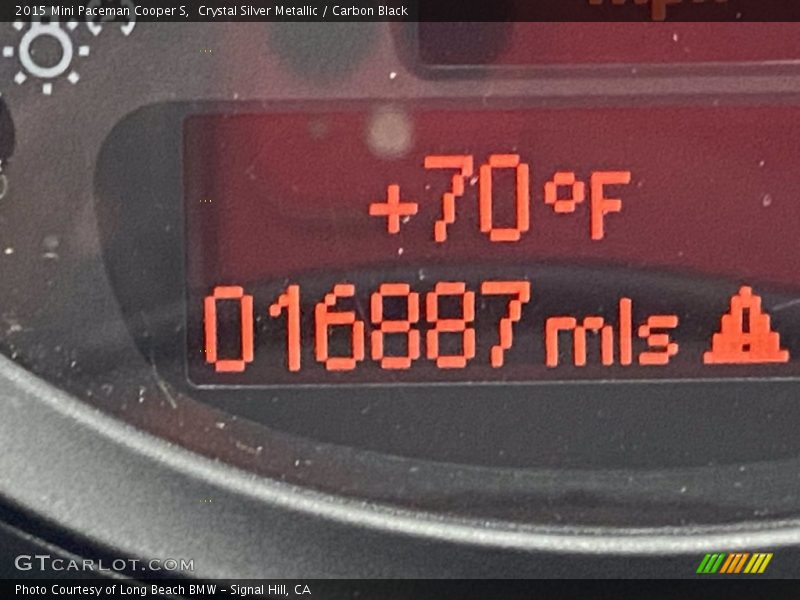 2015 Mini Paceman Cooper S,  Crystal Silver Metallic / Carbon Black
+70°F
016887 mls
GTCARLOT.COM
Photo Courtesy of Long Beach BMW - Signal Hill, CA